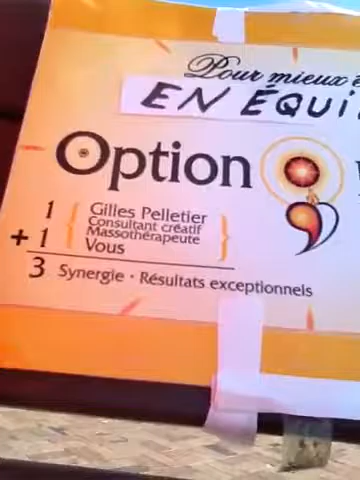 Pour mieux
EN ÉQUI
Option
1 Gilles Pelletier
Consultant créatif
Massothérapeute
+ 1 Vous
3 Synergie · Résultats exceptionnels